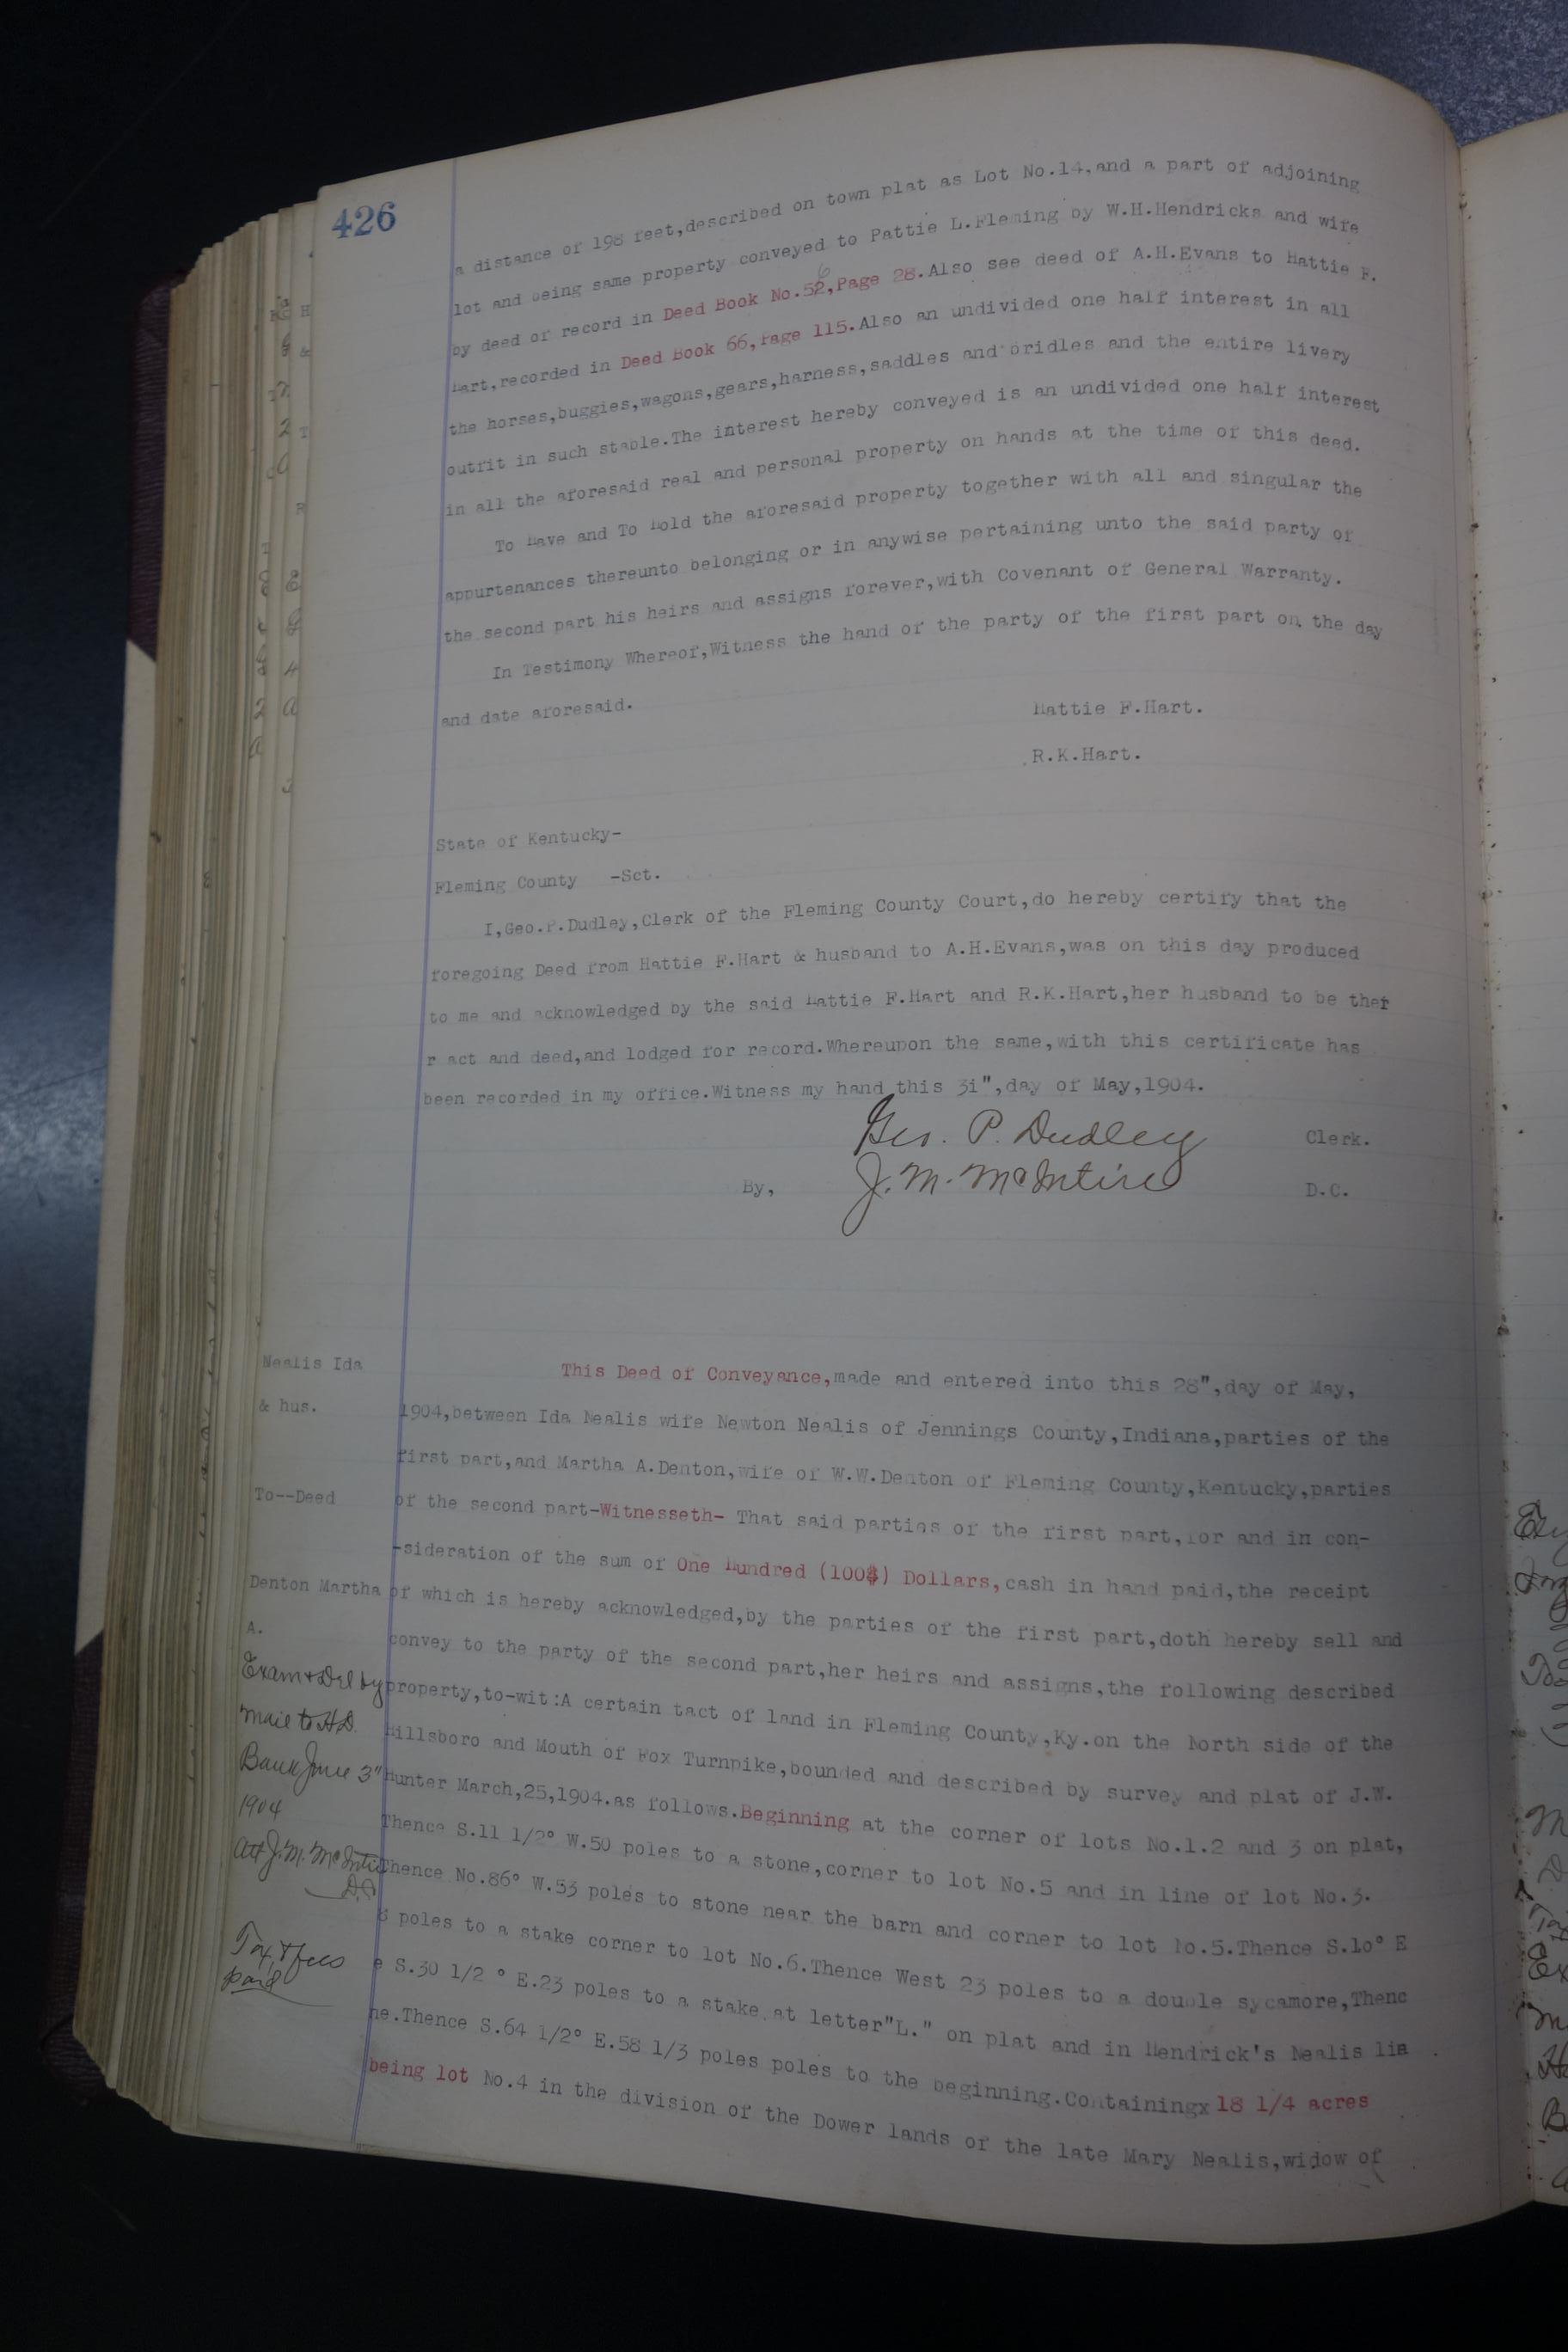 426
a distance of 198 feet,described on town plat as Lot No.14,and a part of adjoining
lot and being same property conveyed to Pattie L.Fleming by W.H.Hendricks and wife
by deed of record in Deed Book No.52,Page 28.Also see deed of A.H.Evans to Hattie F.
6
Hart,recorded in Deed Book 66,Page 115.Also an undivided one half interest in all
the horses,buggies,wagons,gears,harness,saddles and bridles and the entire livery
outfit in such stable.The interest hereby conveyed is an undivided one half interest
in all the aforesaid real and personal property on hands at the time of this deed.
To Have and To Hold the aforesaid property together with all and singular the
appurtenances thereunto belonging or in anywise pertaining unto the said party of
the second part his heirs and assigns forever,with Covenant of General Warranty.
In Testimony Whereof,Witness the hand of the party of the first part on the day
and date aforesaid.
Hattie F.Hart.
R.K.Hart.
State of Kentucky-
Fleming County -Sct.
I,Geo.P.Dudley,Clerk of the Fleming County Court,do hereby certify that the
foregoing Deed from Hattie F.Hart & husband to A.H.Evans,was on this day produced
to me and acknowledged by the said Hattie F.Hart and R.K.Hart,her husband to be thei
r act and deed,and lodged for record.Whereupon the same,with this certificate has
been recorded in my office.Witness my hand this 3i",day of May,1904.
Geo. P. Dudley Clerk.
By, J. M. McIntire D.C.
Nealis Ida
& hus.
To--Deed
Denton Martha
A.
Exam & Del by
mail to H.D.
Bank June 3"
1904
Att J.M. McIntire
D.C.
Tax & fees
paid
This Deed of Conveyance,made and entered into this 28",day of May,
1904,between Ida Nealis wife Newton Nealis of Jennings County,Indiana,parties of the
first part,and Martha A.Denton,wife of W.W.Denton of Fleming County,Kentucky,parties
of the second part-Witnesseth- That said parties of the first part,for and in con-
-sideration of the sum of One Hundred (100$) Dollars,cash in hand paid,the receipt
of which is hereby acknowledged,by the parties of the first part,doth hereby sell and
convey to the party of the second part,her heirs and assigns,the following described
property,to-wit:A certain tact of land in Fleming County,Ky.on the North side of the
Hillsboro and Mouth of Fox Turnpike,bounded and described by survey and plat of J.W.
Hunter March,25,1904.as follows.Beginning at the corner of lots No.1.2 and 3 on plat,
Thence S.11 1/2° W.50 poles to a stone,corner to lot No.5 and in line of lot No.3.
Thence No.86° W.53 poles to stone near the barn and corner to lot No.5.Thence S.10° E
8 poles to a stake corner to lot No.6.Thence West 23 poles to a double sycamore,Thenc
e S.30 1/2 ° E.23 poles to a stake at letter"L." on plat and in Hendrick's Nealis lin
ne.Thence S.64 1/2° E.58 1/3 poles poles to the beginning.Containingx 18 1/4 acres
being lot No.4 in the division of the Dower lands of the late Mary Nealis,widow of